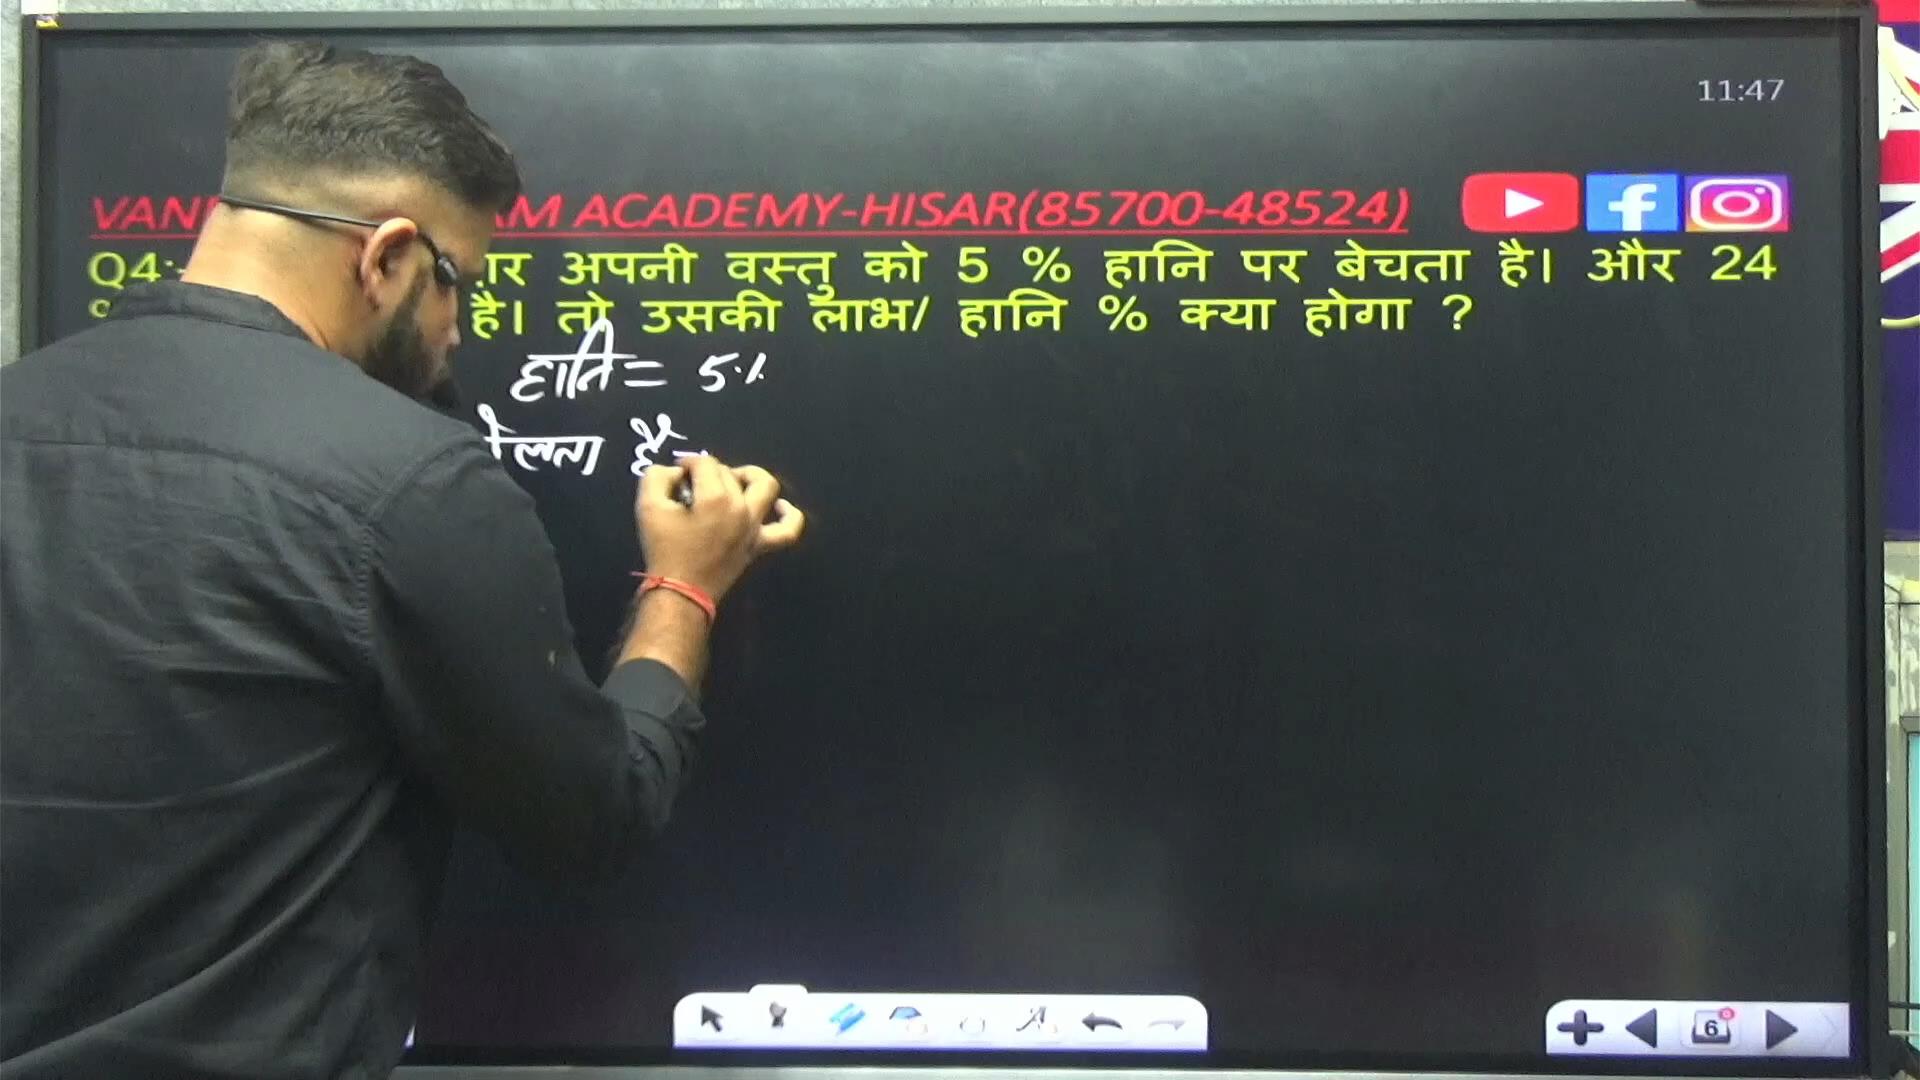 11:47
ACADEMY-HISAR(85700-48524)
Q4:- अपनी वस्तु को 5 % हानि पर बेचता है। और 24
है। तो उसकी लाभ/ हानि % क्या होगा ?
हानि = 5%
है
6